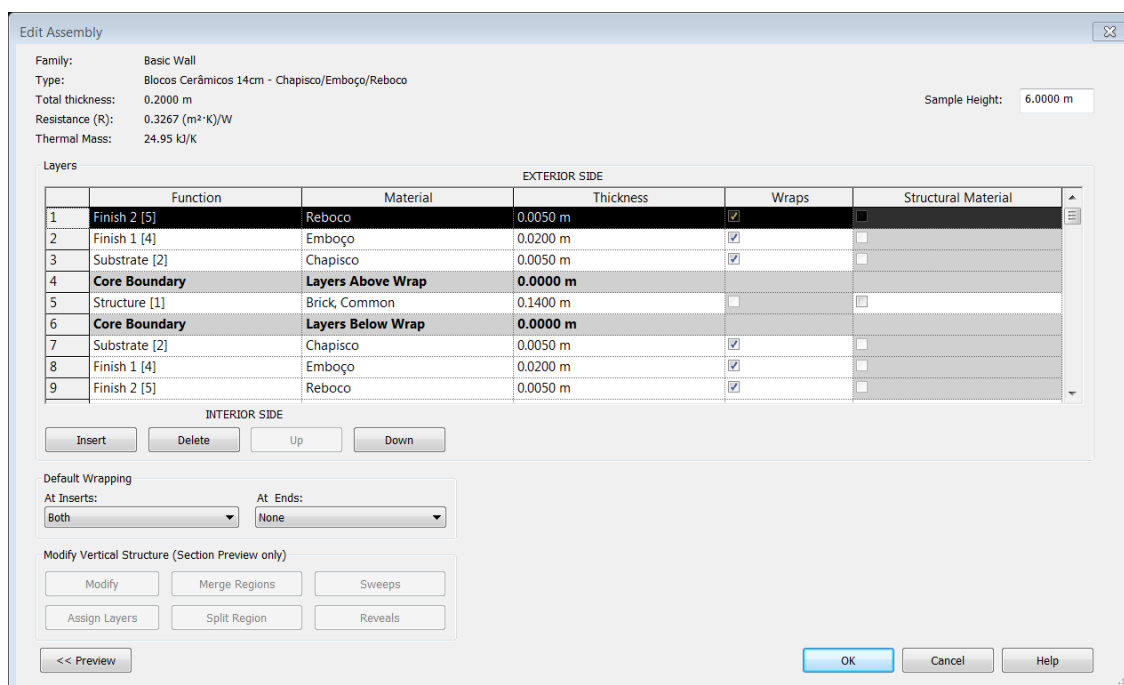 Edit Assembly
Family: Basic Wall
Type: Blocos Cerâmicos 14cm - Chapisco/Emboço/Reboco
Total thickness: 0.2000 m Sample Height: 6.0000 m
Resistance (R): 0.3267 (m²·K)/W
Thermal Mass: 24.95 kJ/K
Layers
EXTERIOR SIDE
Function Material Thickness Wraps Structural Material
1 Finish 2 [5] Reboco 0.0050 m
2 Finish 1 [4] Emboço 0.0200 m
3 Substrate [2] Chapisco 0.0050 m
4 Core Boundary Layers Above Wrap 0.0000 m
5 Structure [1] Brick, Common 0.1400 m
6 Core Boundary Layers Below Wrap 0.0000 m
7 Substrate [2] Chapisco 0.0050 m
8 Finish 1 [4] Emboço 0.0200 m
9 Finish 2 [5] Reboco 0.0050 m
INTERIOR SIDE
Insert Delete Up Down
Default Wrapping
At Inserts: At Ends:
Both None
Modify Vertical Structure (Section Preview only)
Modify Merge Regions Sweeps
Assign Layers Split Region Reveals
<< Preview OK Cancel Help